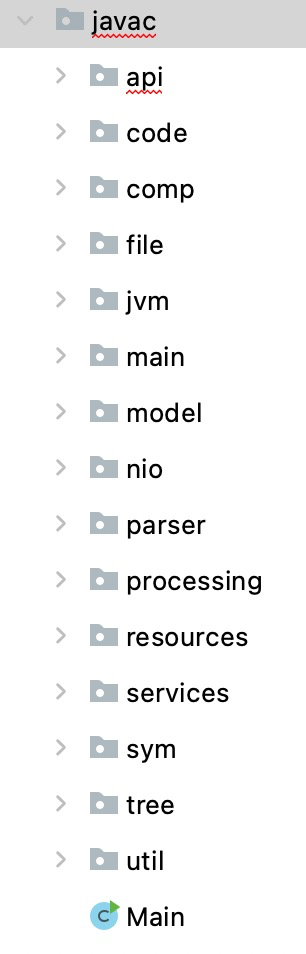 javac
api
code
comp
file
jvm
main
model
nio
parser
processing
resources
services
sym
tree
util
C Main